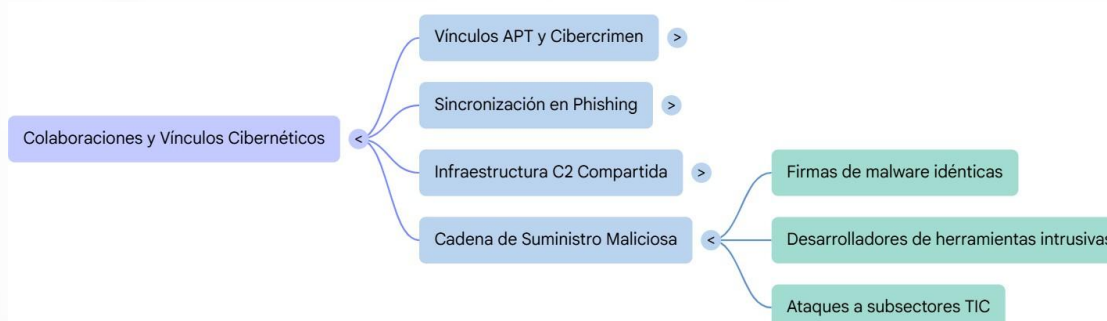 Colaboraciones y Vínculos Cibernéticos
<
Vínculos APT y Cibercrimen
>
Sincronización en Phishing
>
Infraestructura C2 Compartida
>
Cadena de Suministro Maliciosa
<
Firmas de malware idénticas
Desarrolladores de herramientas intrusivas
Ataques a subsectores TIC